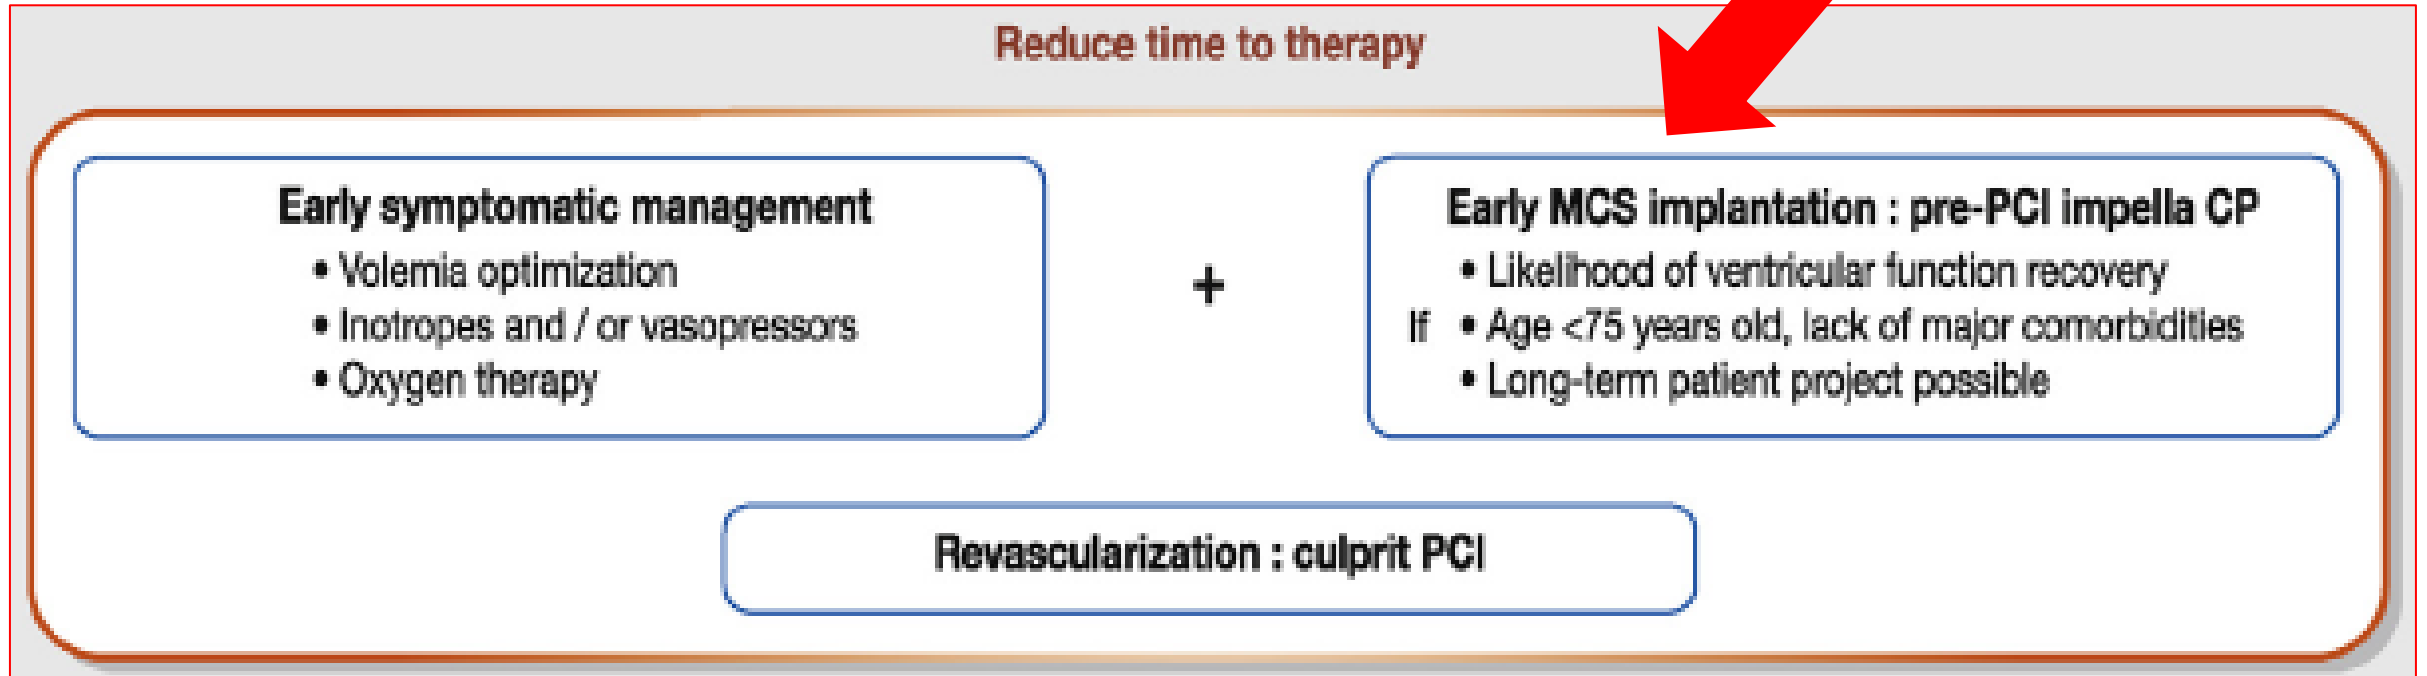 Reduce time to therapy
Early symptomatic management
• Volemia optimization
• Inotropes and / or vasopressors
• Oxygen therapy
+
Early MCS implantation : pre-PCI impella CP
• Likelihood of ventricular function recovery
If • Age <75 years old, lack of major comorbidities
• Long-term patient project possible
Revascularization : culprit PCI